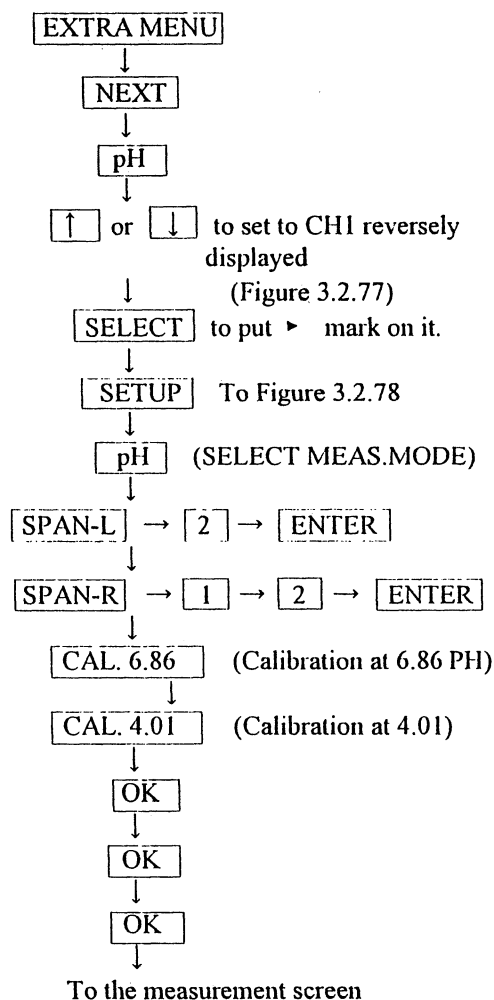 EXTRA MENU
↓
NEXT
↓
pH
↓
↑ or ↓ to set to CH1 reversely
displayed
↓ (Figure 3.2.77)
SELECT to put ► mark on it.
↓
SETUP To Figure 3.2.78
↓
pH (SELECT MEAS.MODE)
↓
SPAN-L → 2 → ENTER
↓
SPAN-R → 1 → 2 → ENTER
↓
CAL. 6.86 (Calibration at 6.86 PH)
↓
CAL. 4.01 (Calibration at 4.01)
↓
OK
↓
OK
↓
OK
↓
To the measurement screen